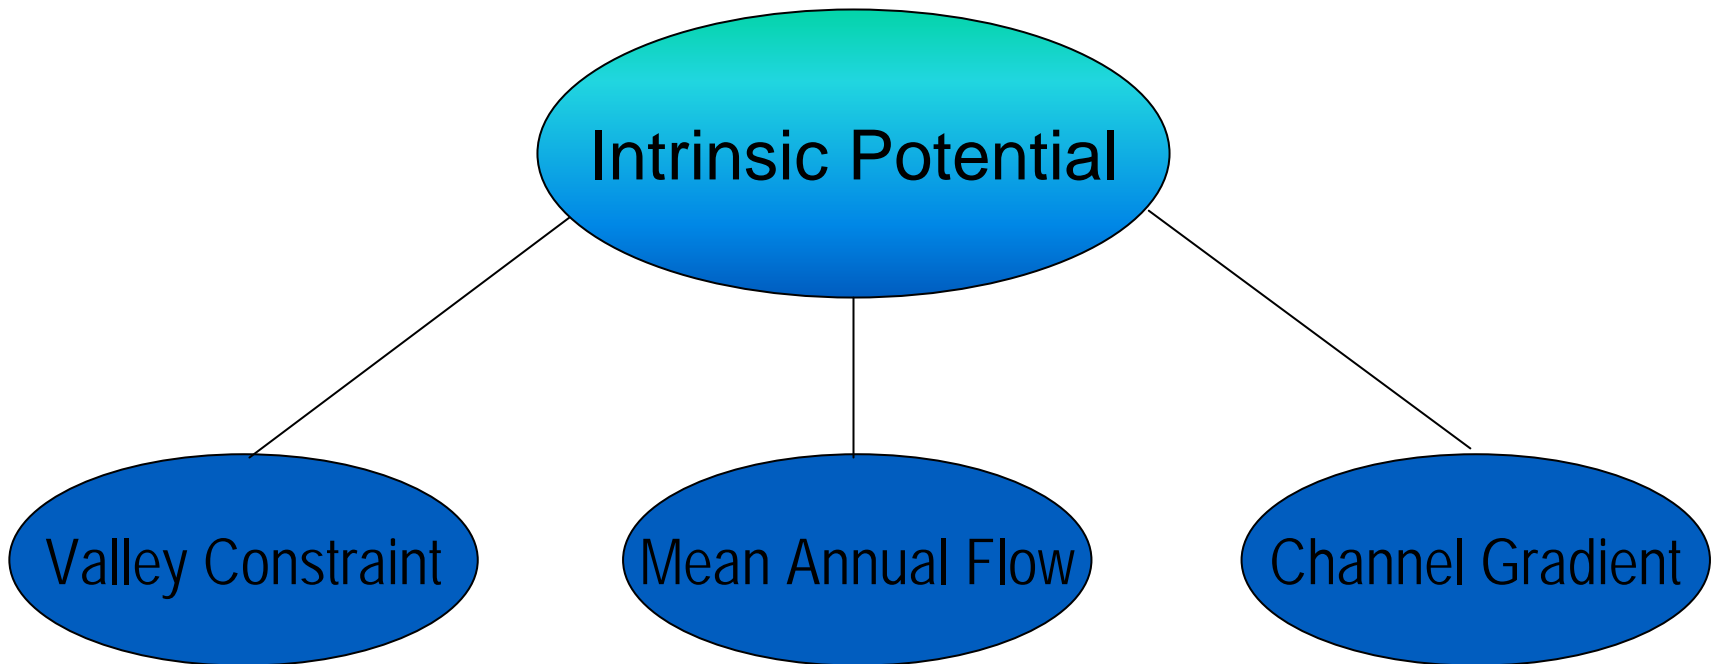 Intrinsic Potential
Valley Constraint
Mean Annual Flow
Channel Gradient